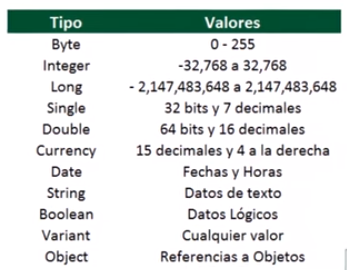 Tipo Valores
Byte 0 - 255
Integer -32,768 a 32,768
Long - 2,147,483,648 a 2,147,483,648
Single 32 bits y 7 decimales
Double 64 bits y 16 decimales
Currency 15 decimales y 4 a la derecha
Date Fechas y Horas
String Datos de texto
Boolean Datos Lógicos
Variant Cualquier valor
Object Referencias a Objetos